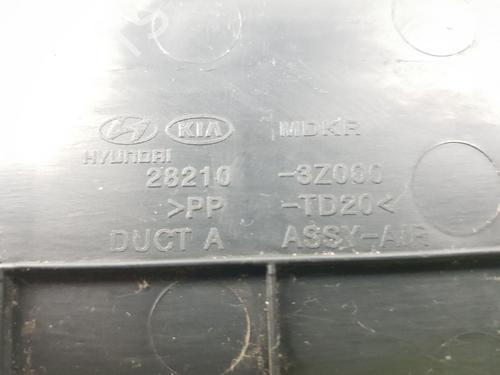 KIA MDKR
HYUNDAI
28210 -3Z000
>PP -TD20<
DUCT A ASSY-AIR